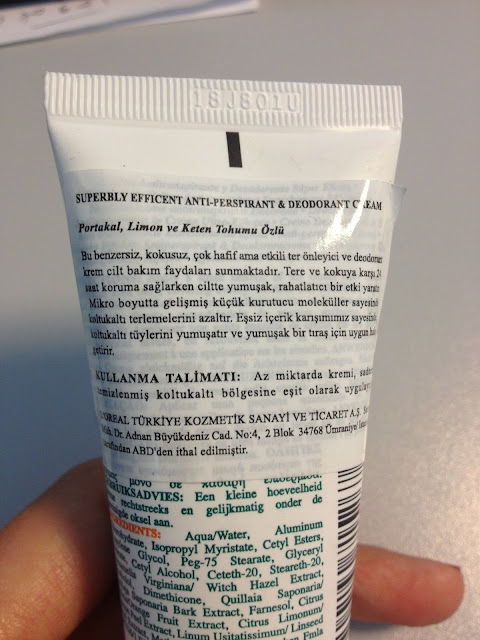 18J801U
SUPERBLY EFFICENT ANTI-PERSPIRANT & DEODORANT CREAM
Portakal, Limon ve Keten Tohumu Özlü
Bu benzersiz, kokusuz, çok hafif ama etkili ter önleyici ve deodorant
krem cilt bakım faydaları sunmaktadır. Tere ve kokuya karşı 24
saat koruma sağlarken ciltte yumuşak, rahatlatıcı bir etki yaratır.
Mikro boyutta gelişmiş küçük kurutucu moleküller sayesinde
koltukaltı terlemelerini azaltır. Eşsiz içerik karışımımız sayesinde
koltukaltı tüylerini yumuşatır ve yumuşak bir tıraş için uygun
getirir.
KULLANMA TALİMATI: Az miktarda kremi,
temizlenmiş koltukaltı bölgesine eşit olarak
L'OREAL TÜRKİYE KOZMETİK SANAYİ VE TİCARET A.Ş.
Mah. Dr. Adnan Büyükdeniz Cad. No:4, 2 Blok 34768 Ümraniye/
tarafından ABD'den ithal edilmiştir.
μόνο σε καθαρή
GEBRUIKSADVIES: Een kleine hoeveelheid
rechtstreeks en gelijkmatig onder de
oksel aan.
INGREDIENTS: Aqua/Water, Aluminum
Isopropyl Myristate, Cetyl Esters,
Glycol, Peg-75 Stearate, Glyceryl
Cetyl Alcohol, Ceteth-20, Steareth-20,
Virginiana/ Witch Hazel Extract,
Dimethicone, Quillaia Saponaria/
Saponaria Bark Extract, Farnesol, Citrus
Orange Fruit Extract, Citrus Limonum/
Extract, Linum Usitatissimum/ Linseed